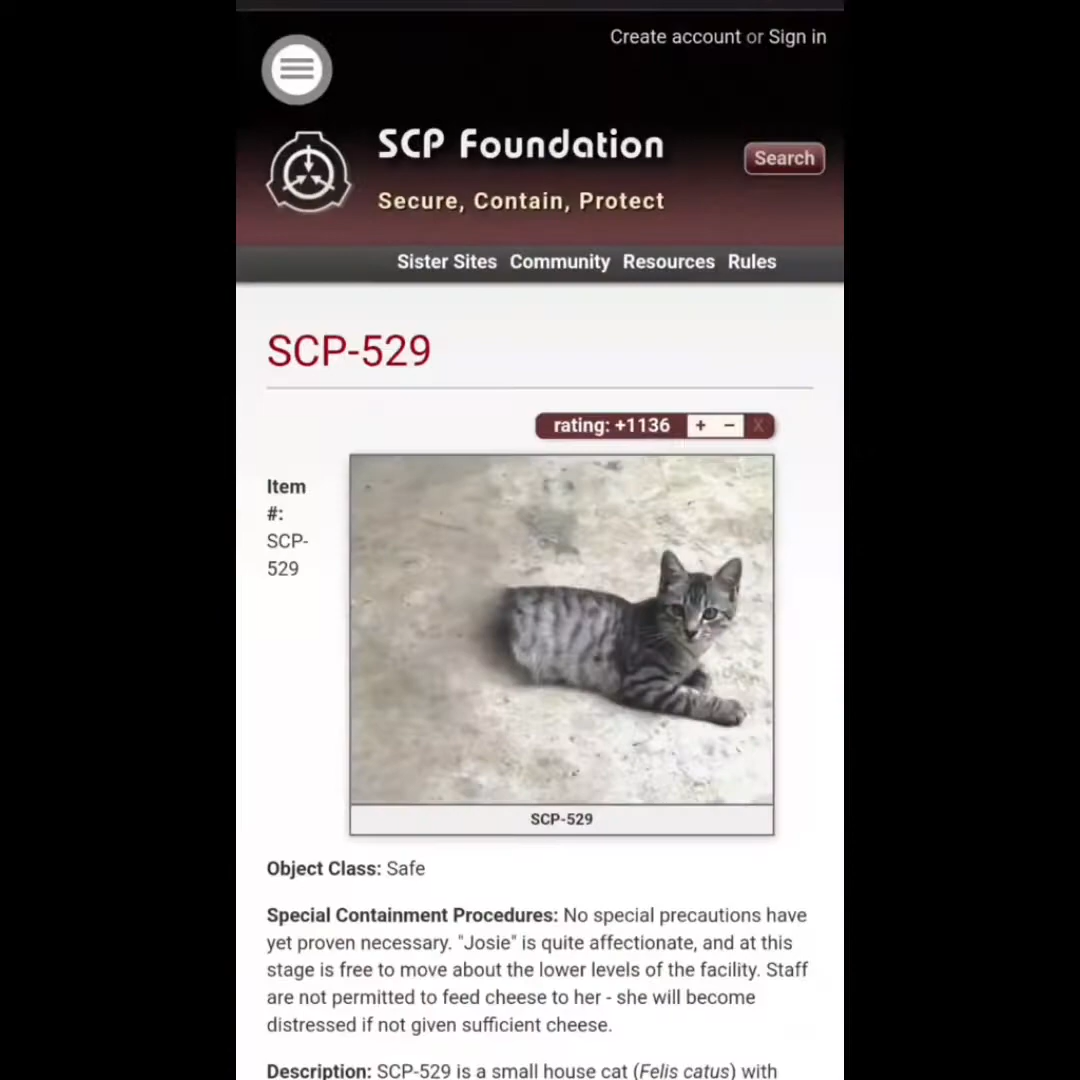 Create account or Sign in
SCP Foundation
Search
Secure, Contain, Protect
Sister Sites Community Resources Rules
SCP-529
rating: +1136 + − X
Item
#:
SCP-
529
SCP-529
Object Class: Safe
Special Containment Procedures: No special precautions have
yet proven necessary. "Josie" is quite affectionate, and at this
stage is free to move about the lower levels of the facility. Staff
are not permitted to feed cheese to her - she will become
distressed if not given sufficient cheese.
Description: SCP-529 is a small house cat (Felis catus) with